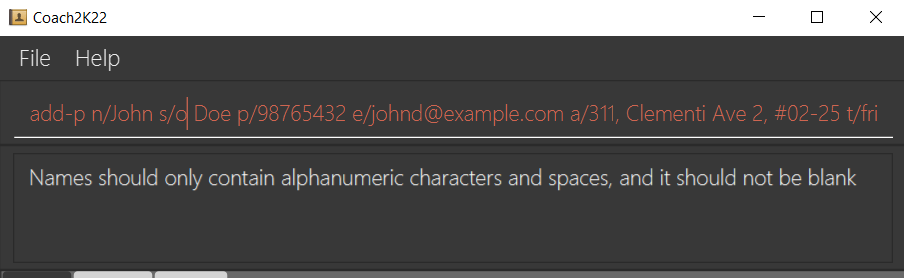 Coach2K22
File Help
add-p n/John s/o Doe p/98765432 e/johnd@example.com a/311, Clementi Ave 2, #02-25 t/fri
Names should only contain alphanumeric characters and spaces, and it should not be blank